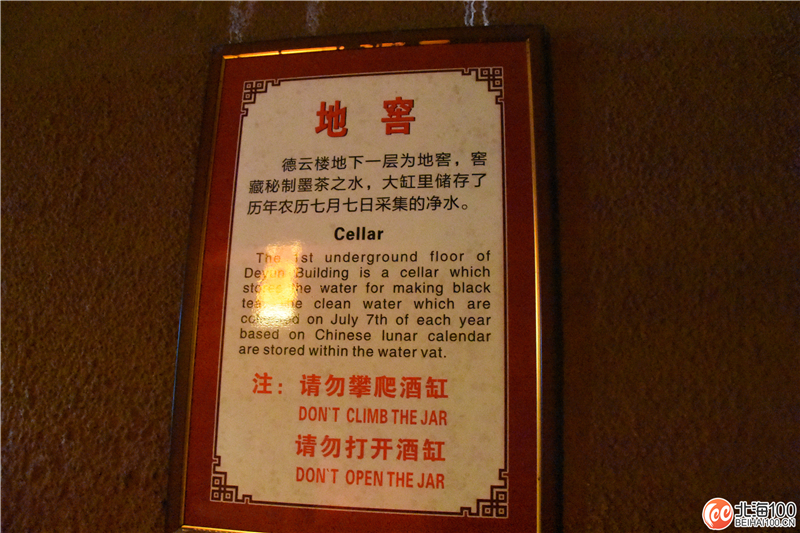 地窖
德云楼地下一层为地窖，窖
藏秘制墨茶之水，大缸里储存了
历年农历七月七日采集的净水。
Cellar
The 1st underground floor of
Deyun Building is a cellar which
the water for making black
clean water which are
on July 7th of each year
based on Chinese lunar calendar
are stored within the water vat.
注：请勿攀爬酒缸
DON'T CLIMB THE JAR
请勿打开酒缸
DON'T OPEN THE JAR
北海100
BEIHAI100.CN